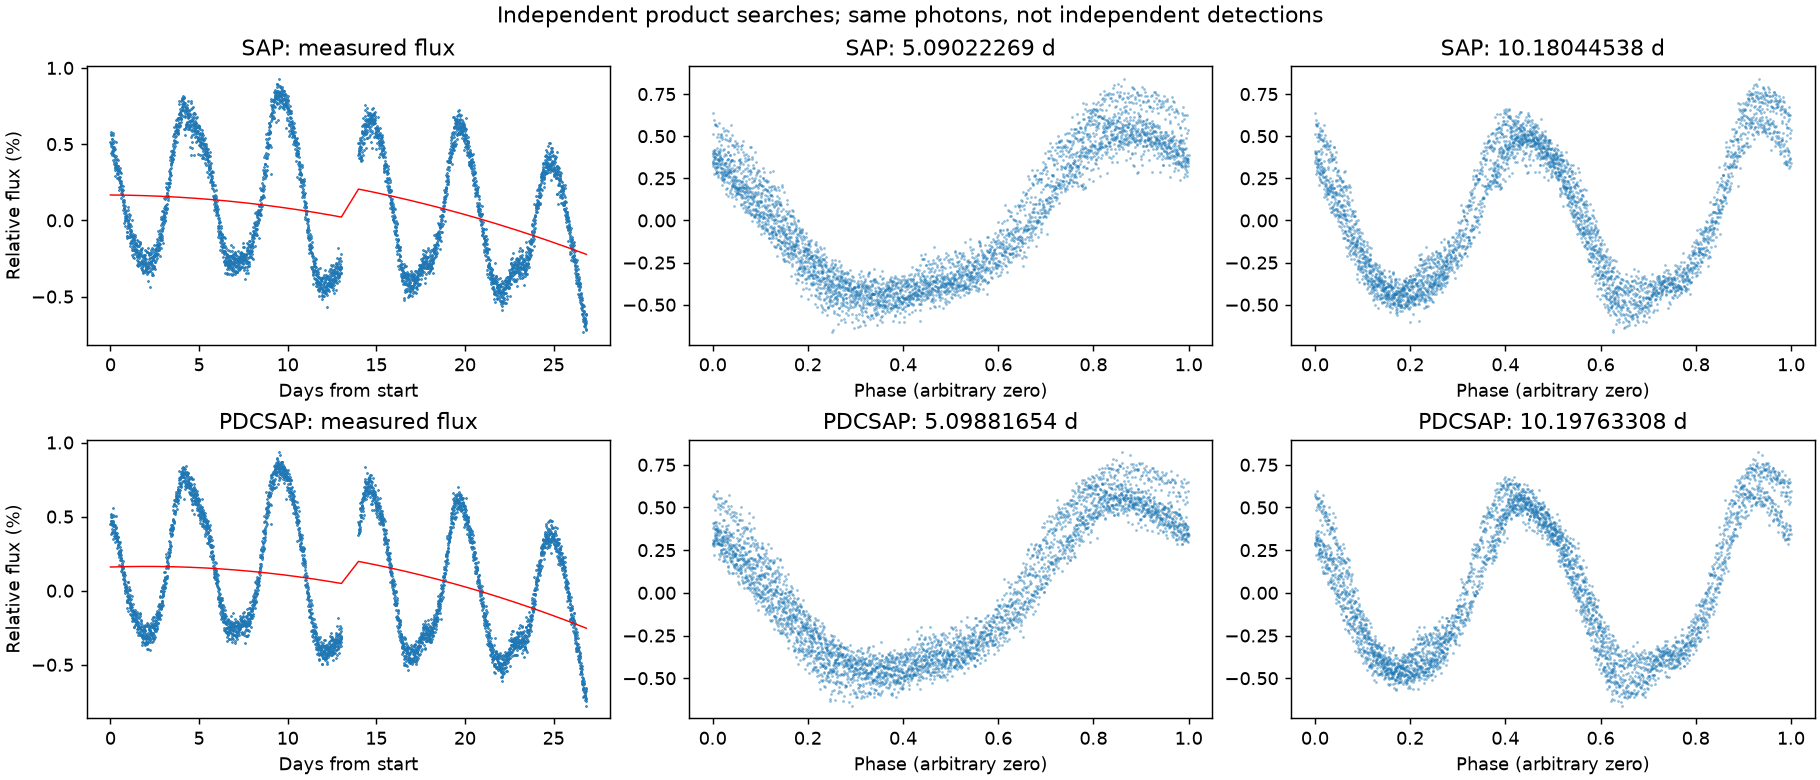 Independent product searches; same photons, not independent detections
SAP: measured flux
SAP: 5.09022269 d
SAP: 10.18044538 d
Relative flux (%)
1.0
0.5
0.0
−0.5
0 5 10 15 20 25
Days from start
0.75
0.50
0.25
0.00
−0.25
−0.50
0.0 0.2 0.4 0.6 0.8 1.0
Phase (arbitrary zero)
0.75
0.50
0.25
0.00
−0.25
−0.50
0.0 0.2 0.4 0.6 0.8 1.0
Phase (arbitrary zero)
PDCSAP: measured flux
PDCSAP: 5.09881654 d
PDCSAP: 10.19763308 d
Relative flux (%)
1.0
0.5
0.0
−0.5
0 5 10 15 20 25
Days from start
0.75
0.50
0.25
0.00
−0.25
−0.50
0.0 0.2 0.4 0.6 0.8 1.0
Phase (arbitrary zero)
0.75
0.50
0.25
0.00
−0.25
−0.50
0.0 0.2 0.4 0.6 0.8 1.0
Phase (arbitrary zero)